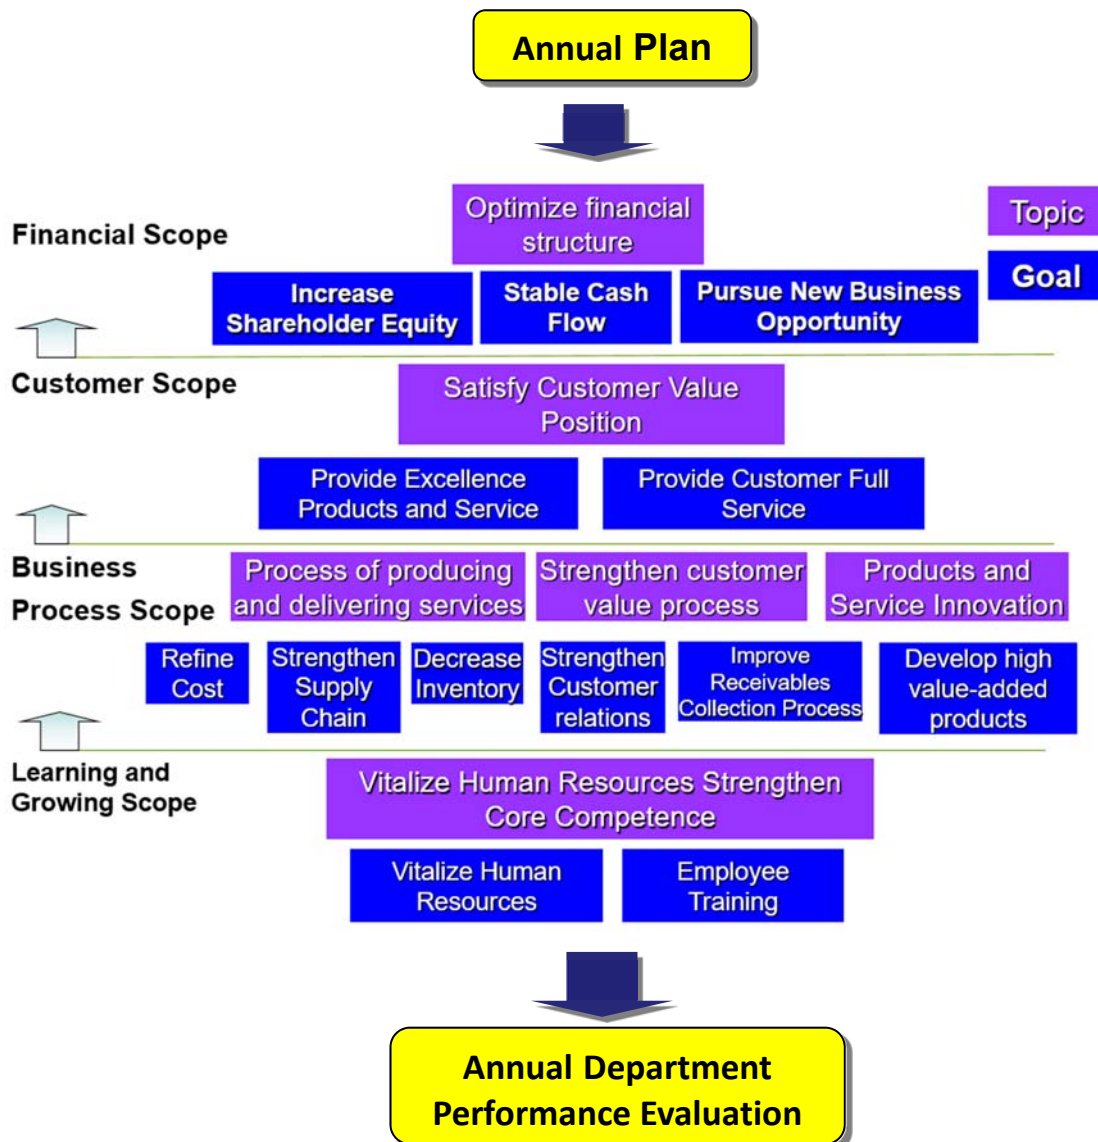 Annual Plan
Financial Scope
Optimize financial
structure
Topic
Goal
Increase
Shareholder Equity
Stable Cash
Flow
Pursue New Business
Opportunity
Customer Scope
Satisfy Customer Value
Position
Provide Excellence
Products and Service
Provide Customer Full
Service
Business
Process Scope
Process of producing
and delivering services
Strengthen customer
value process
Products and
Service Innovation
Refine
Cost
Strengthen
Supply
Chain
Decrease
Inventory
Strengthen
Customer
relations
Improve
Receivables
Collection Process
Develop high
value-added
products
Learning and
Growing Scope
Vitalize Human Resources Strengthen
Core Competence
Vitalize Human
Resources
Employee
Training
Annual Department
Performance Evaluation